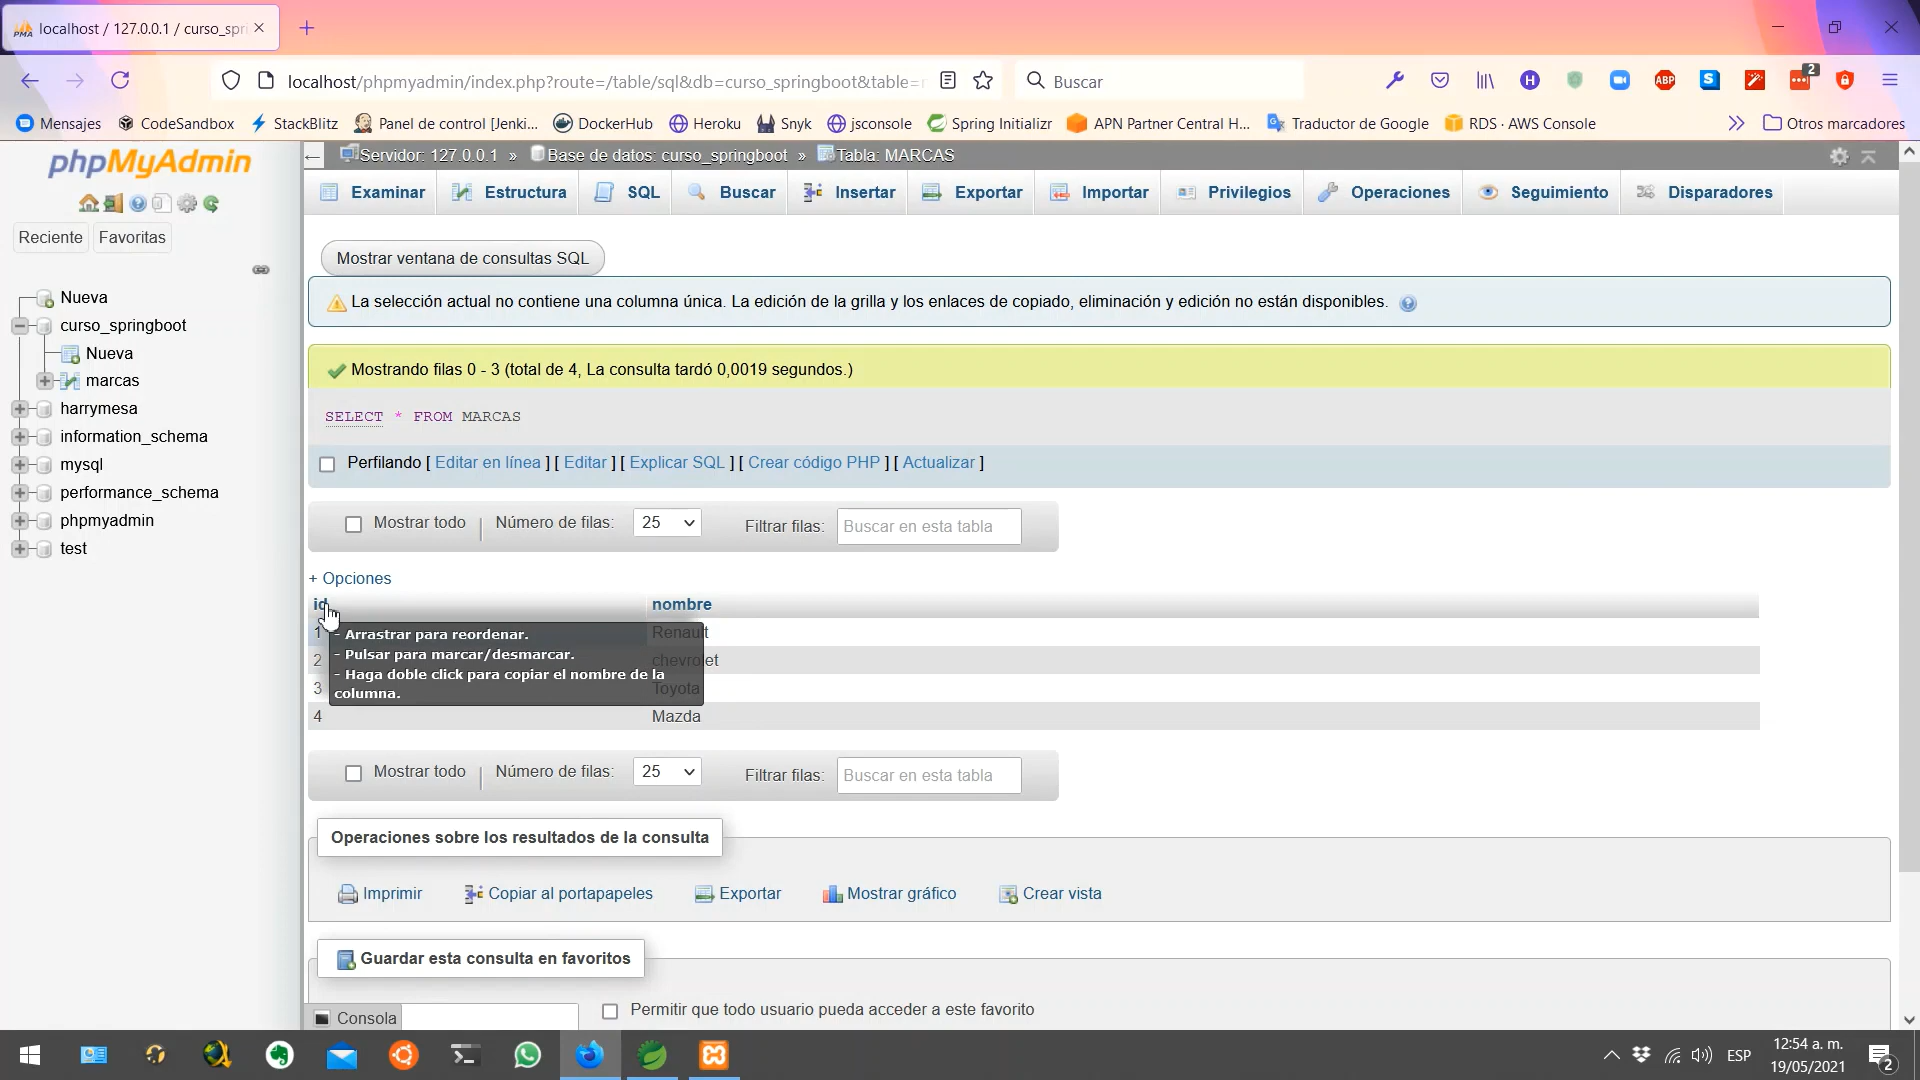 localhost / 127.0.0.1 / curso_spri
localhost/phpmyadmin/index.php?route=/table/sql&db=curso_springboot&table=
Buscar
2
Mensajes
CodeSandbox
StackBlitz
Panel de control [Jenki...
DockerHub
Heroku
Snyk
jsconsole
Spring Initializr
APN Partner Central H...
Traductor de Google
RDS · AWS Console
Otros marcadores
phpMyAdmin
Reciente
Favoritas
Nueva
curso_springboot
Nueva
marcas
harrymesa
information_schema
mysql
performance_schema
phpmyadmin
test
Servidor: 127.0.0.1 » Base de datos: curso_springboot » Tabla: MARCAS
Examinar
Estructura
SQL
Buscar
Insertar
Exportar
Importar
Privilegios
Operaciones
Seguimiento
Disparadores
Mostrar ventana de consultas SQL
La selección actual no contiene una columna única. La edición de la grilla y los enlaces de copiado, eliminación y edición no están disponibles.
Mostrando filas 0 - 3 (total de 4, La consulta tardó 0,0019 segundos.)
SELECT * FROM MARCAS
Perfilando [ Editar en línea ] [ Editar ] [ Explicar SQL ] [ Crear código PHP ] [ Actualizar ]
Mostrar todo | Número de filas: 25 Filtrar filas: Buscar en esta tabla
+ Opciones
id nombre
1 Renault
2 chevrolet
3 Toyota
4 Mazda
- Arrastrar para reordenar.
- Pulsar para marcar/desmarcar.
- Haga doble click para copiar el nombre de la
columna.
Mostrar todo | Número de filas: 25 Filtrar filas: Buscar en esta tabla
Operaciones sobre los resultados de la consulta
Imprimir
Copiar al portapapeles
Exportar
Mostrar gráfico
Crear vista
Guardar esta consulta en favoritos
Permitir que todo usuario pueda acceder a este favorito
Consola
ESP
12:54 a. m.
19/05/2021
2